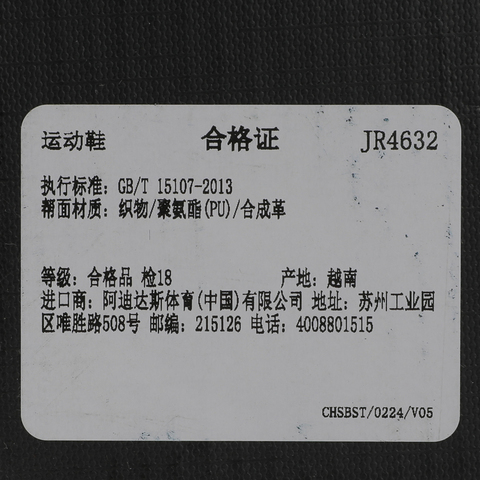 运动鞋 合格证 JR4632
执行标准: GB/T 15107-2013
帮面材质: 织物/聚氨酯(PU)/合成革
等级: 合格品 检18 产地: 越南
进口商: 阿迪达斯体育(中国)有限公司 地址: 苏州工业园
区唯胜路508号 邮编: 215126 电话: 4008801515
CHSBST/0224/V05